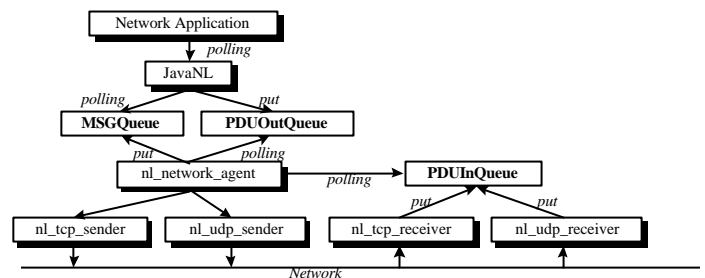 Network Application
polling
JavaNL
polling
put
MSGQueue
PDUOutQueue
put
polling
nl_network_agent
polling
PDUInQueue
put
put
nl_tcp_sender
nl_udp_sender
nl_tcp_receiver
nl_udp_receiver
Network